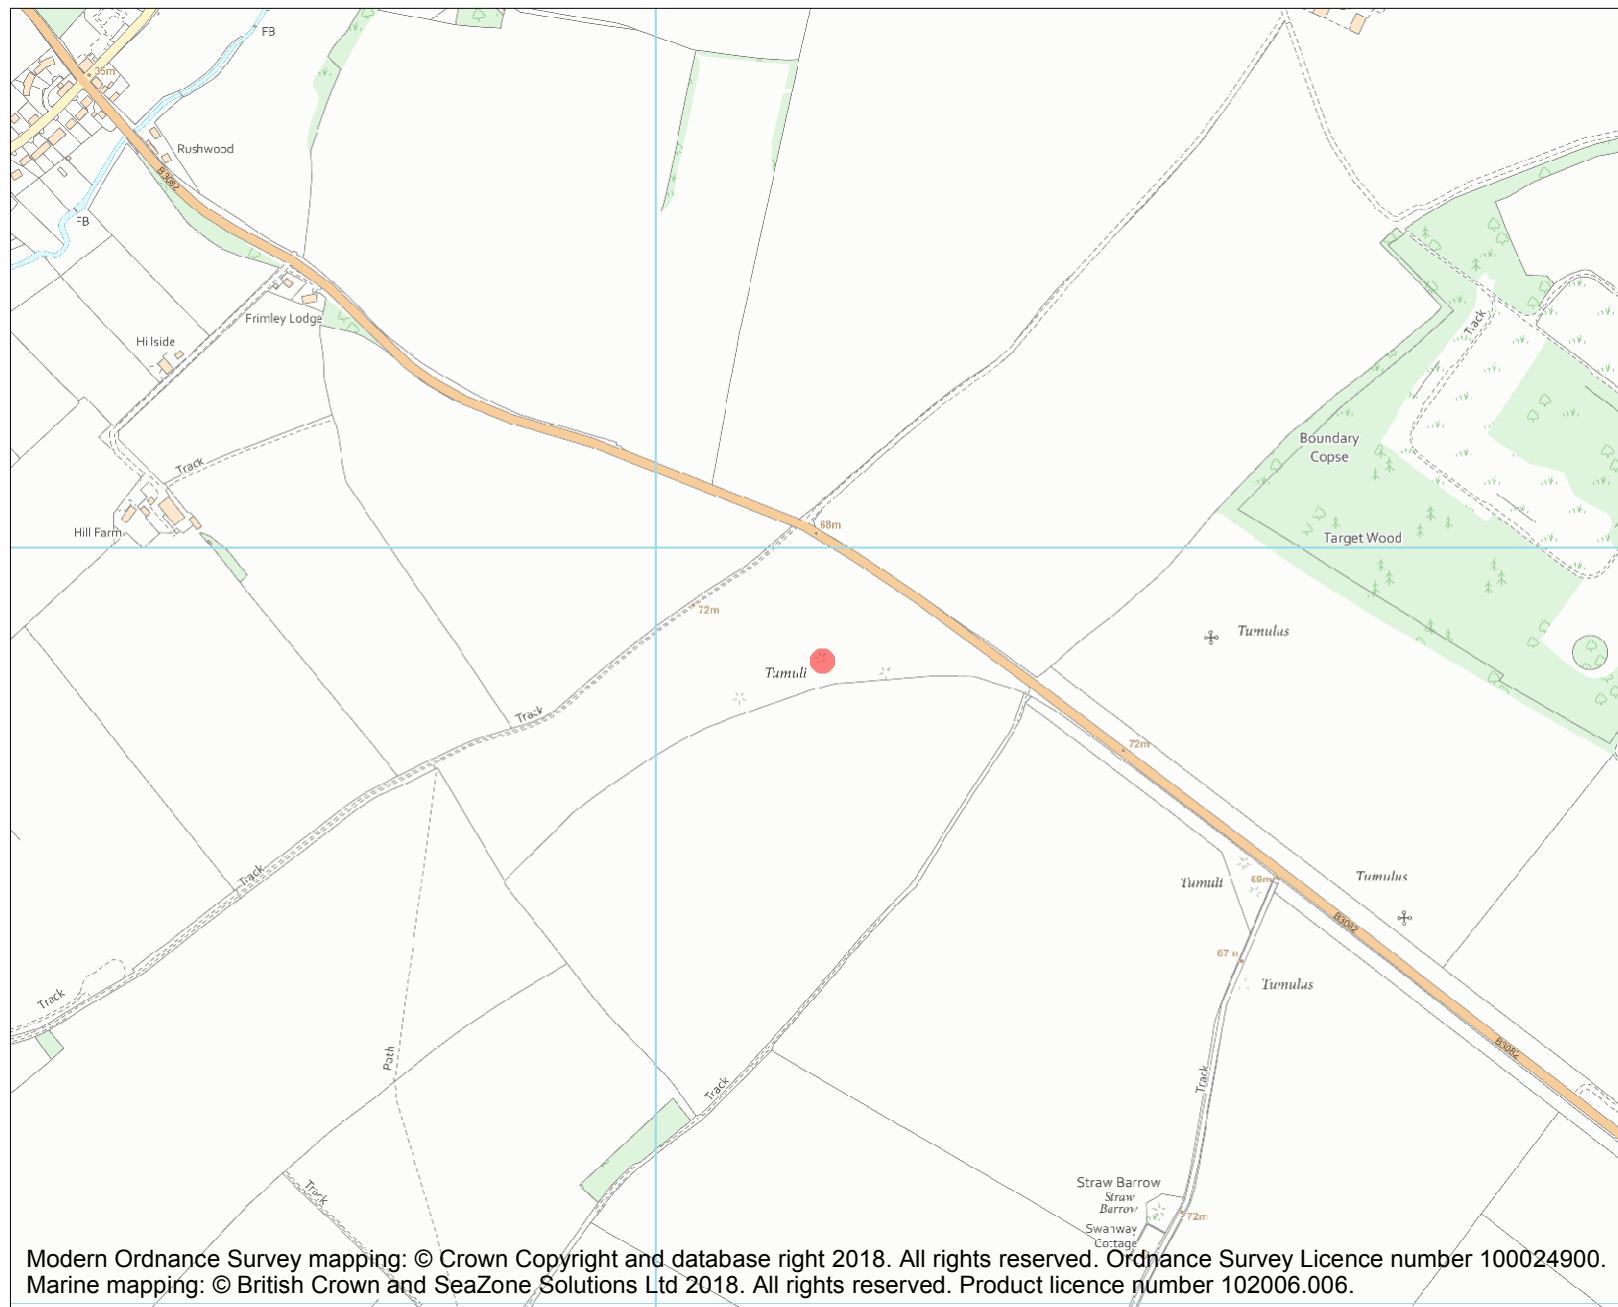 FB
35m
Rushwood
B3082
FB
Frimley Lodge
Hillside
Track
Track
Boundary
Copse
Hill Farm
68m
Target Wood
72m
Tumulus
Tumuli
Track
72m
Track
Tumuli
69m
Tumulus
B3082
67m
Tumulus
Track
Path
B3082
Track
Track
Track
Straw Barrow
Straw
Barrow
72m
Swanway
Cottage
Modern Ordnance Survey mapping: © Crown Copyright and database right 2018. All rights reserved. Ordnance Survey Licence number 100024900.
Marine mapping: © British Crown and SeaZone Solutions Ltd 2018. All rights reserved. Product licence number 102006.006.